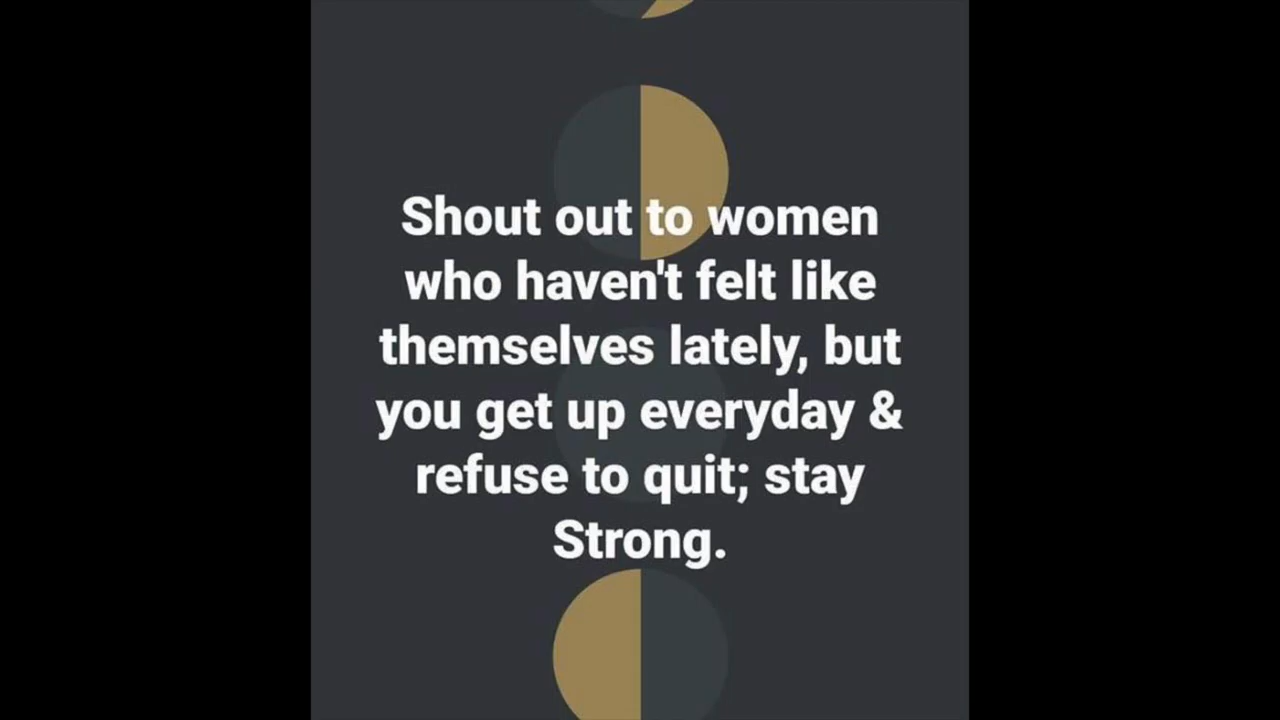 Shout out to women
who haven't felt like
themselves lately, but
you get up everyday &
refuse to quit; stay
Strong.